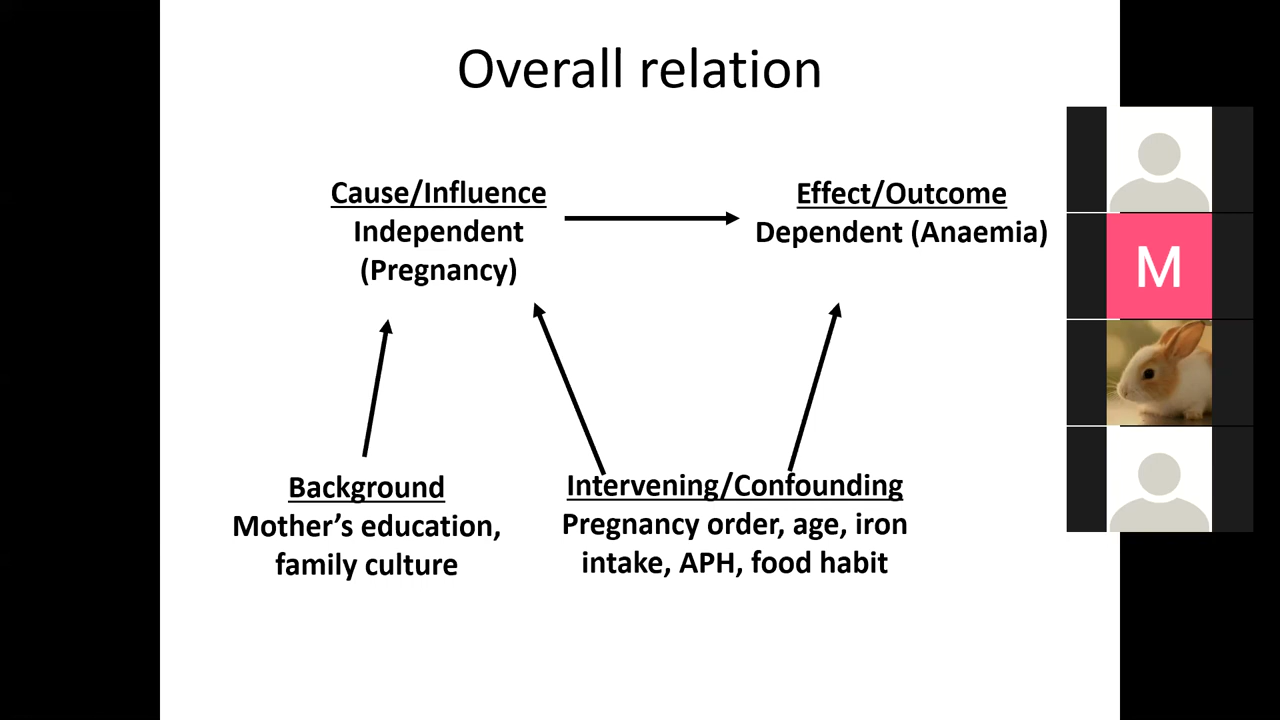 Overall relation
Cause/Influence
Independent
(Pregnancy)
Effect/Outcome
Dependent (Anaemia)
M
Background
Mother’s education,
family culture
Intervening/Confounding
Pregnancy order, age, iron
intake, APH, food habit